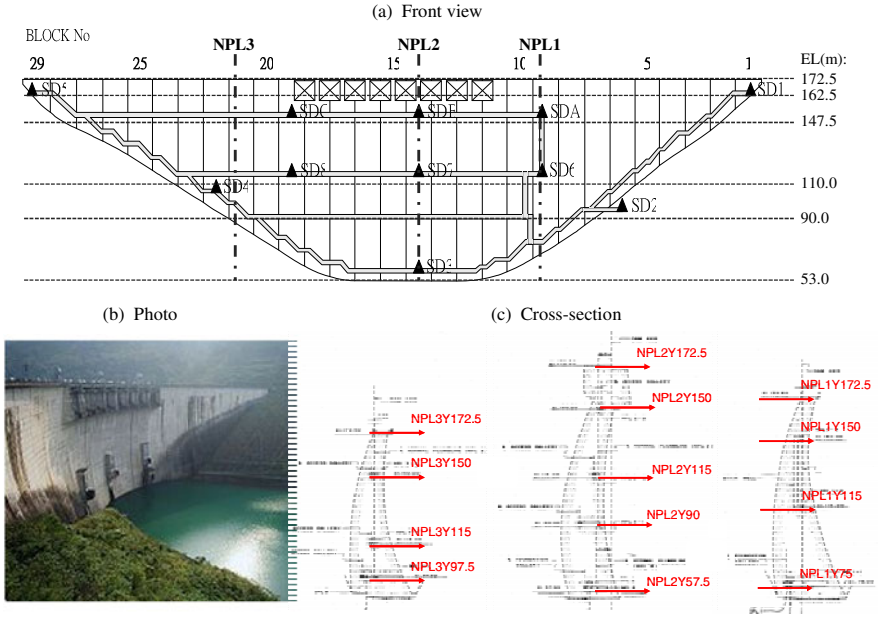 (a) Front view
BLOCK No
NPL3
NPL2
NPL1
29
25
20
15
10
5
1
EL(m):
172.5
162.5
147.5
110.0
90.0
53.0
SD1
SDA
SD8
SD7
SD6
SD4
SD2
SD3
(b) Photo
(c) Cross-section
NPL3Y172.5
NPL3Y150
NPL3Y115
NPL3Y97.5
NPL2Y172.5
NPL2Y150
NPL2Y115
NPL2Y90
NPL2Y57.5
NPL1Y172.5
NPL1Y150
NPL1Y115
NPL1Y75